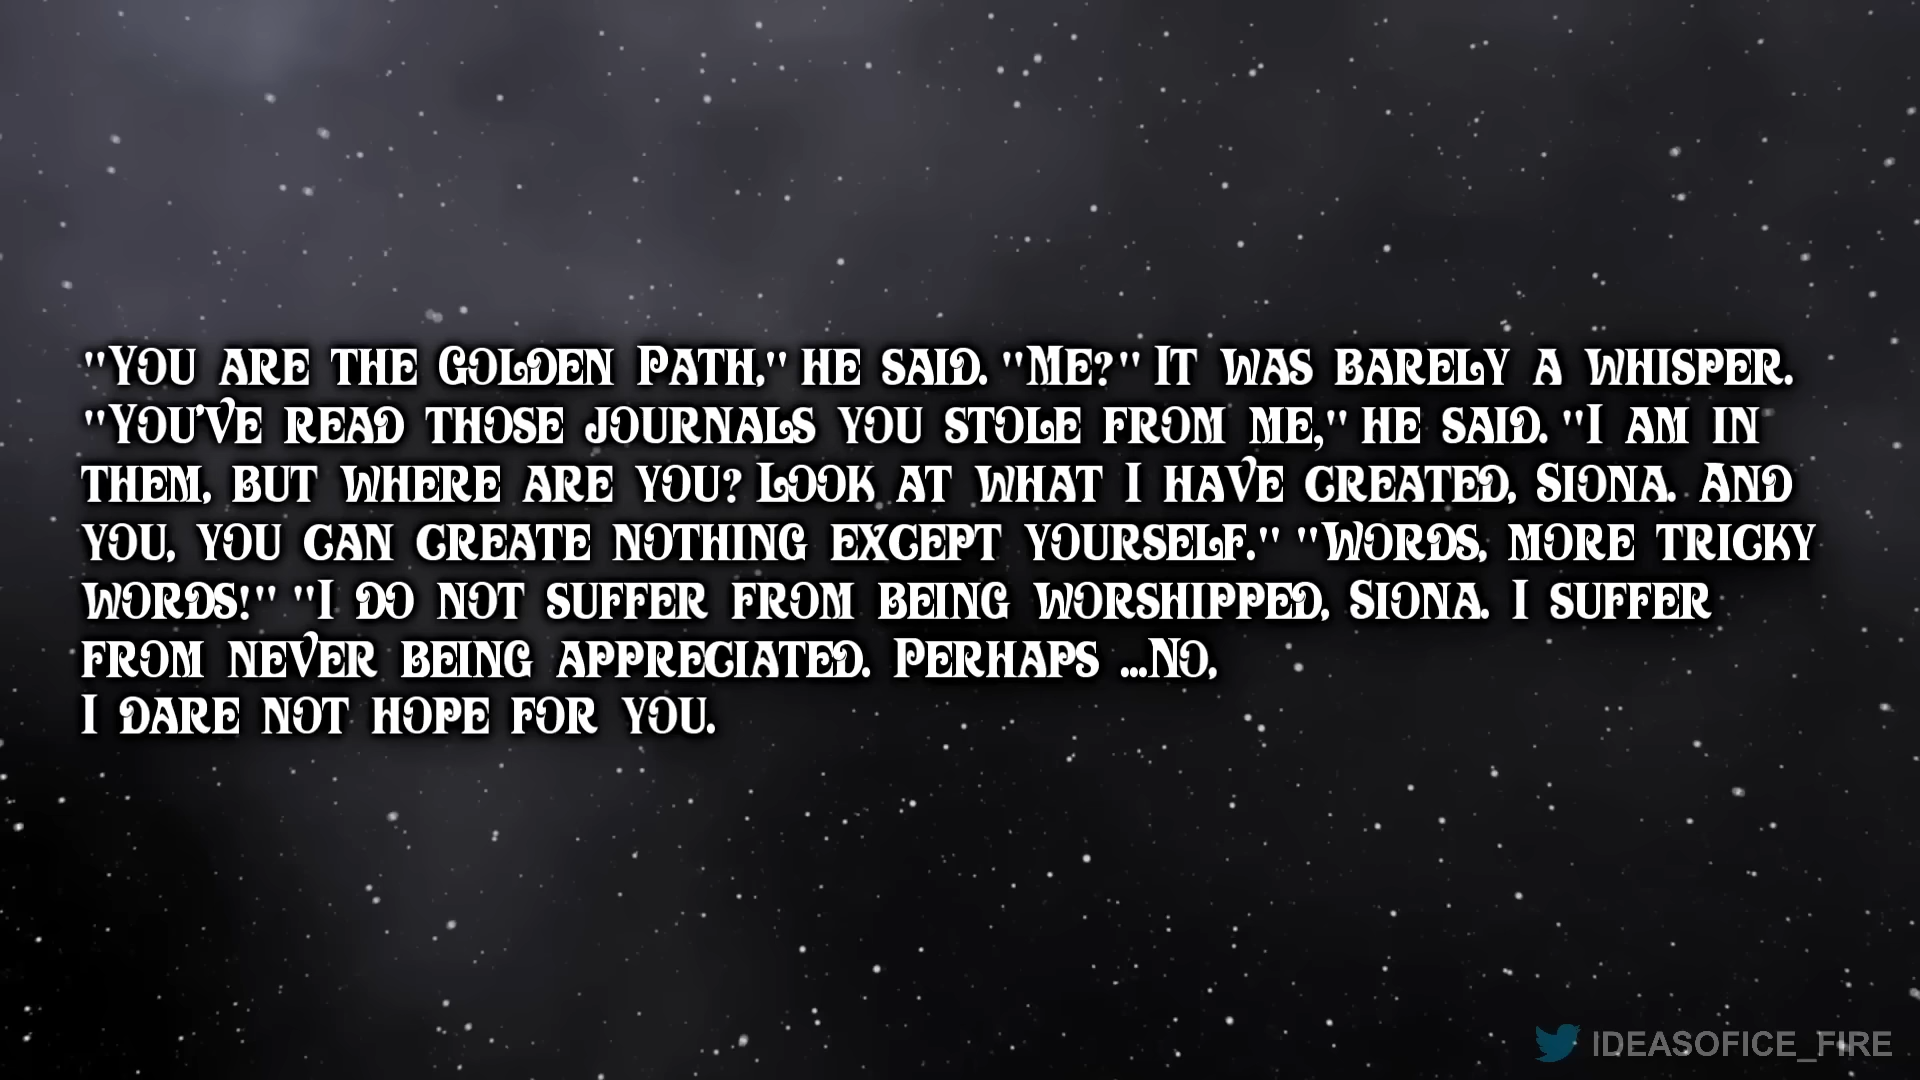 "You are the Golden Path," he said. "Me?" It was barely a whisper.
"You've read those journals you stole from me," he said. "I am in
them, but where are you? Look at what I have created, Siona. And
you, you can create nothing except yourself." "Words, more tricky
words!" "I do not suffer from being worshipped, Siona. I suffer
from never being appreciated. Perhaps ...No,
I dare not hope for you.
IDEASOFICE_FIRE